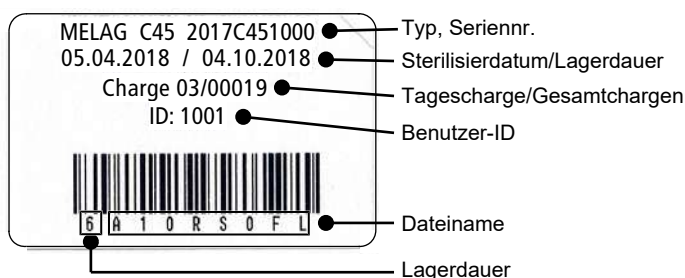 MELAG C45 2017C451000
05.04.2018 / 04.10.2018
Charge 03/00019
ID: 1001
6 A 1 0 R S 0 F L
Typ, Seriennr.
Sterilisierdatum/Lagerdauer
Tagescharge/Gesamtchargen
Benutzer-ID
Dateiname
Lagerdauer